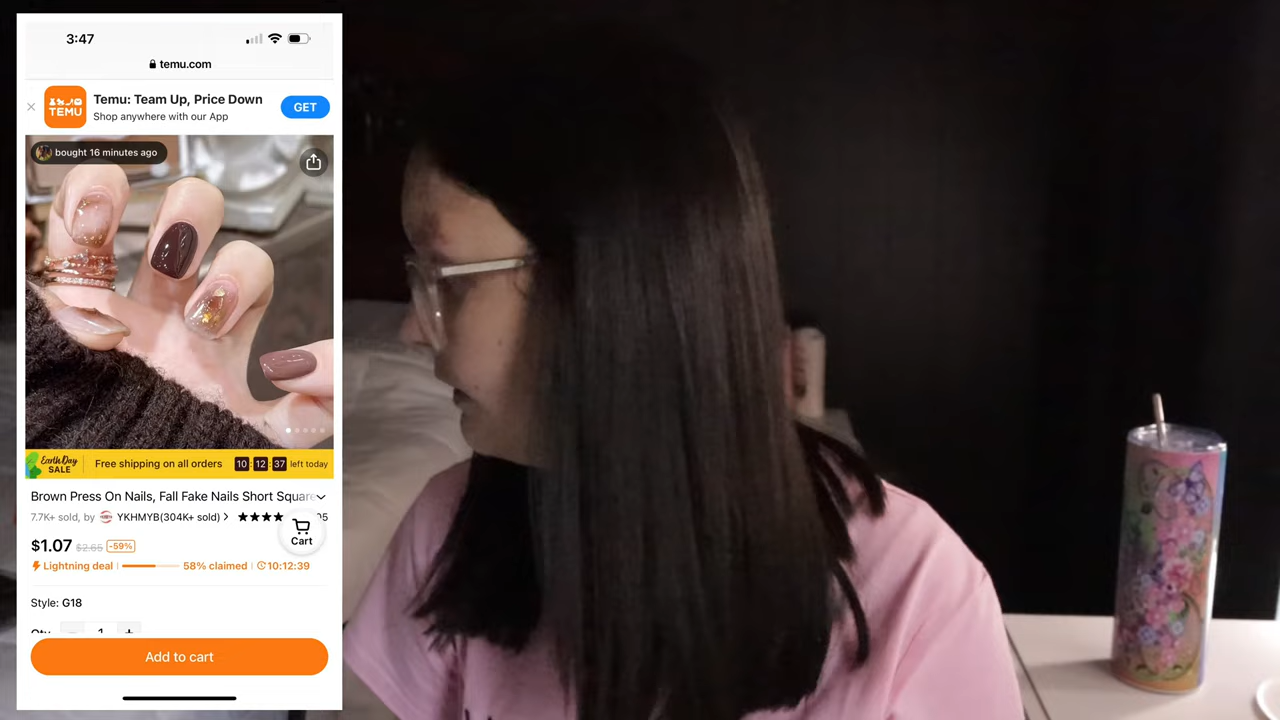 3:47
temu.com
TEMU
Temu: Team Up, Price Down
Shop anywhere with our App
GET
bought 16 minutes ago
Earth Day
SALE
Free shipping on all orders
10:12:37 left today
Brown Press On Nails, Fall Fake Nails Short Square
7.7K+ sold, by YKHMYB(304K+ sold)
$1.07 $2.65 -59%
Cart
Lightning deal 58% claimed 10:12:39
Style: G18
Qty 1
Add to cart